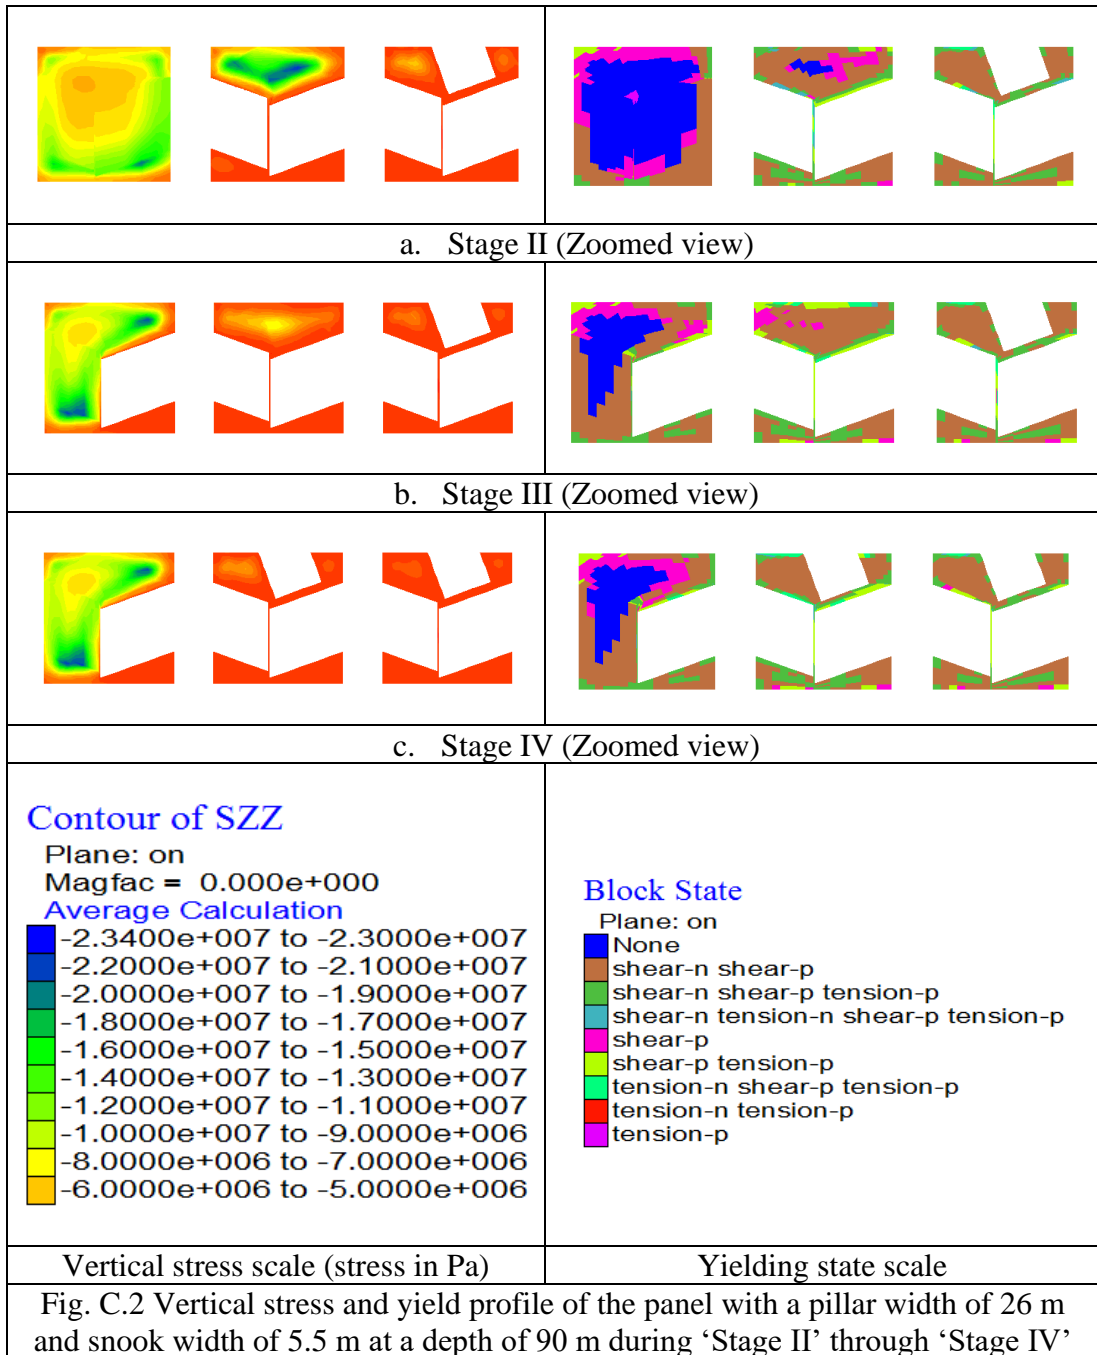 a. Stage II (Zoomed view)
b. Stage III (Zoomed view)
c. Stage IV (Zoomed view)
Contour of SZZ
Plane: on
Magfac = 0.000e+000
Average Calculation
-2.3400e+007 to -2.3000e+007
-2.2000e+007 to -2.1000e+007
-2.0000e+007 to -1.9000e+007
-1.8000e+007 to -1.7000e+007
-1.6000e+007 to -1.5000e+007
-1.4000e+007 to -1.3000e+007
-1.2000e+007 to -1.1000e+007
-1.0000e+007 to -9.0000e+006
-8.0000e+006 to -7.0000e+006
-6.0000e+006 to -5.0000e+006
Block State
Plane: on
None
shear-n shear-p
shear-n shear-p tension-p
shear-n tension-n shear-p tension-p
shear-p
shear-p tension-p
tension-n shear-p tension-p
tension-n tension-p
tension-p
Vertical stress scale (stress in Pa)
Yielding state scale
Fig. C.2 Vertical stress and yield profile of the panel with a pillar width of 26 m
and snook width of 5.5 m at a depth of 90 m during ‘Stage II’ through ‘Stage IV’